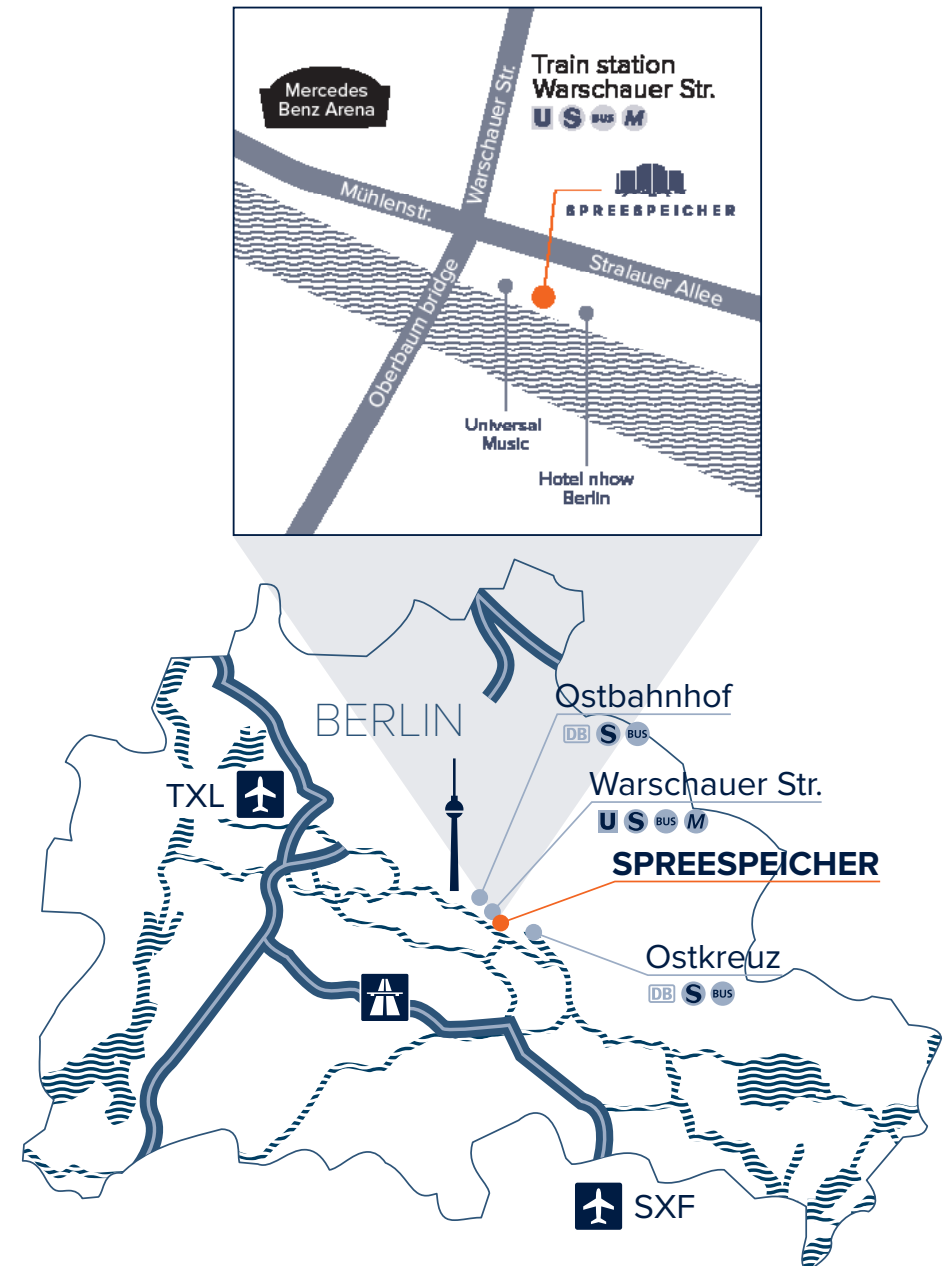 Mercedes
Benz Arena
Warschauer Str.
Train station
Warschauer Str.
U S BUS M
SPREESPEICHER
Mühlenstr.
Stralauer Allee
Oberbaum bridge
Universal
Music
Hotel nhow
Berlin
BERLIN
Ostbahnhof
DB S BUS
TXL
Warschauer Str.
U S BUS M
SPREESPEICHER
Ostkreuz
DB S BUS
SXF